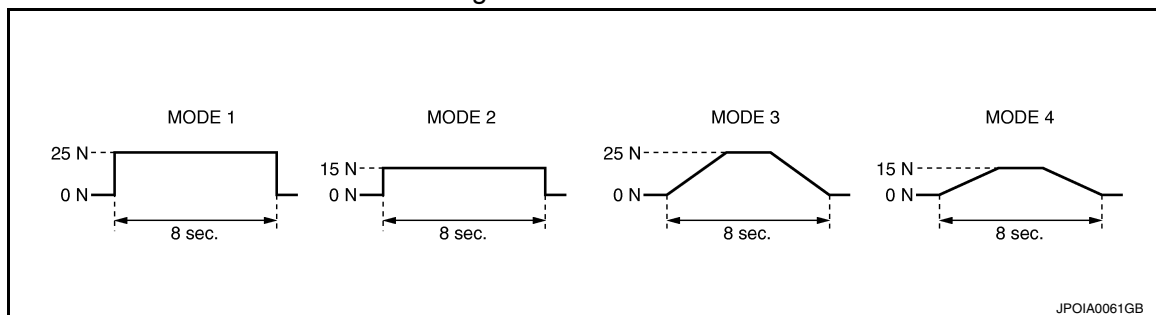 MODE 1
MODE 2
MODE 3
MODE 4
25 N
0 N
8 sec.
15 N
0 N
8 sec.
25 N
0 N
8 sec.
15 N
0 N
8 sec.
JPOIA0061GB